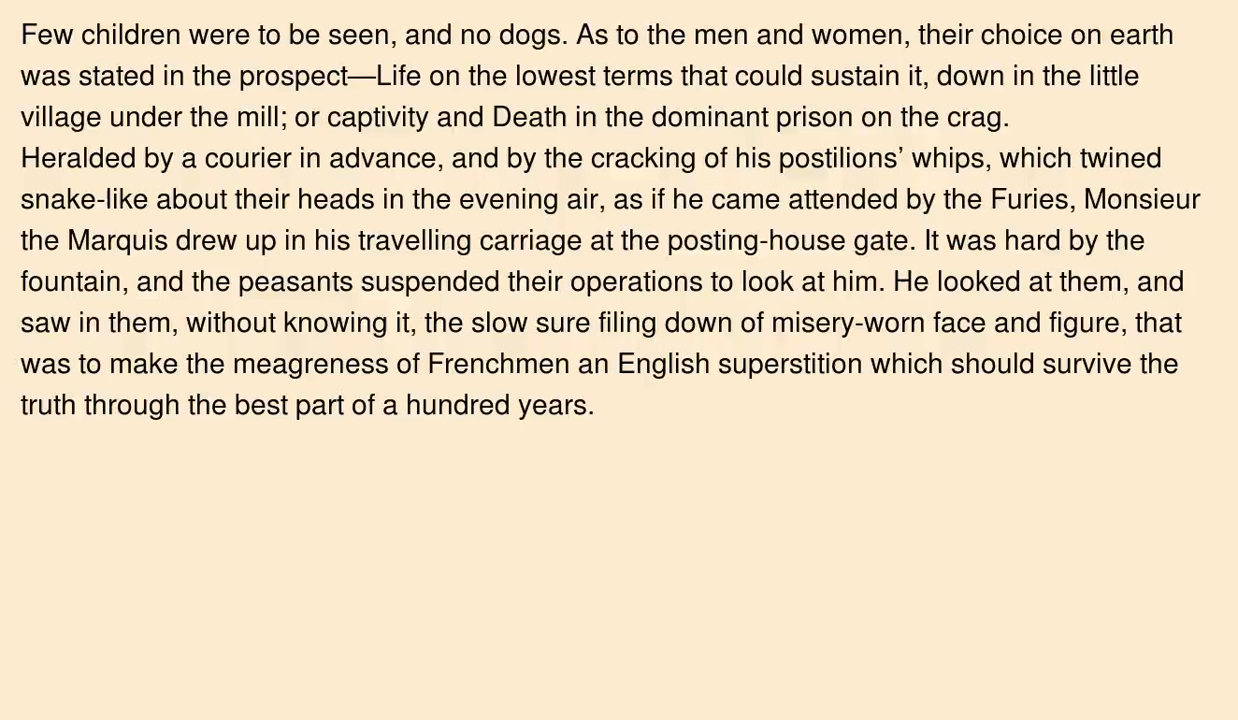 Few children were to be seen, and no dogs. As to the men and women, their choice on earth
was stated in the prospect—Life on the lowest terms that could sustain it, down in the little
village under the mill; or captivity and Death in the dominant prison on the crag.
Heralded by a courier in advance, and by the cracking of his postilions’ whips, which twined
snake-like about their heads in the evening air, as if he came attended by the Furies, Monsieur
the Marquis drew up in his travelling carriage at the posting-house gate. It was hard by the
fountain, and the peasants suspended their operations to look at him. He looked at them, and
saw in them, without knowing it, the slow sure filing down of misery-worn face and figure, that
was to make the meagreness of Frenchmen an English superstition which should survive the
truth through the best part of a hundred years.